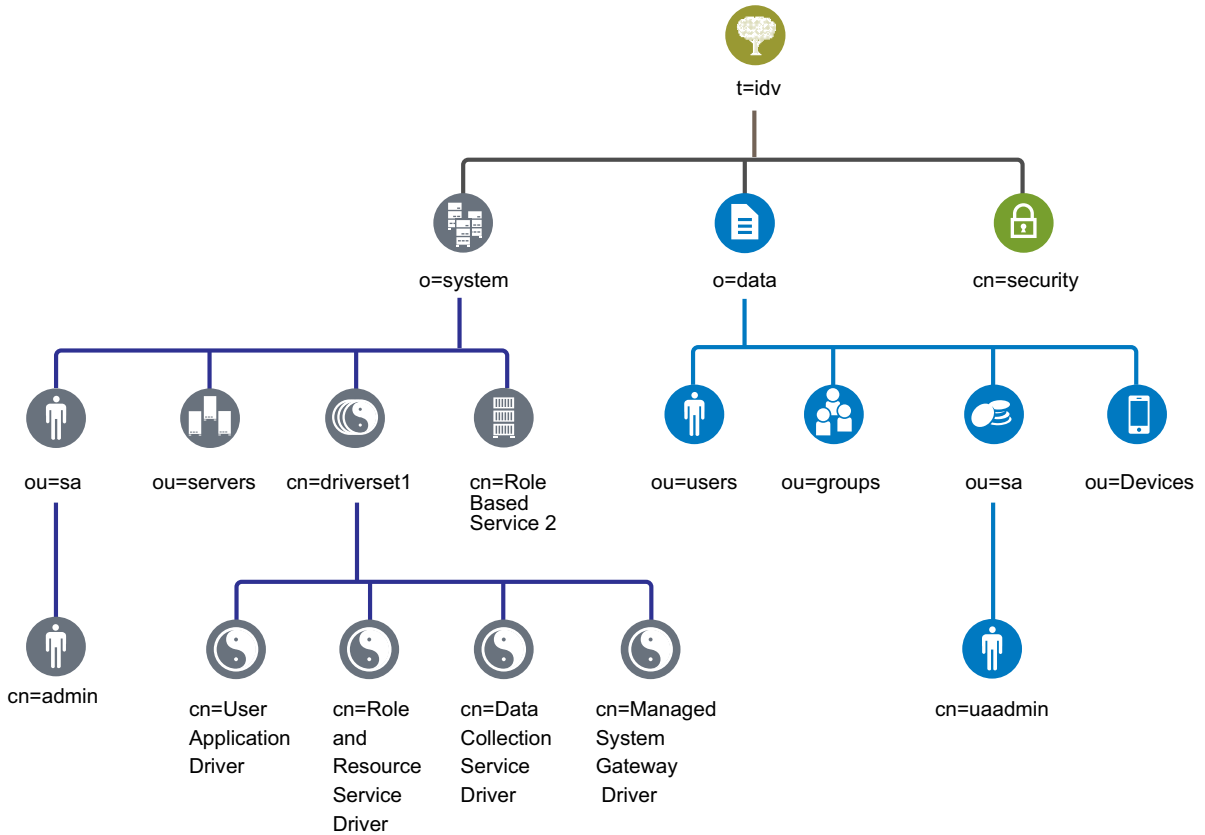 t=idv
o=system
o=data
cn=security
ou=sa
ou=servers
cn=driverset1
cn=Role
Based
Service 2
ou=users
ou=groups
ou=sa
ou=Devices
cn=admin
cn=User
Application
Driver
cn=Role
and
Resource
Service
Driver
cn=Data
Collection
Service
Driver
cn=Managed
System
Gateway
Driver
cn=uaadmin